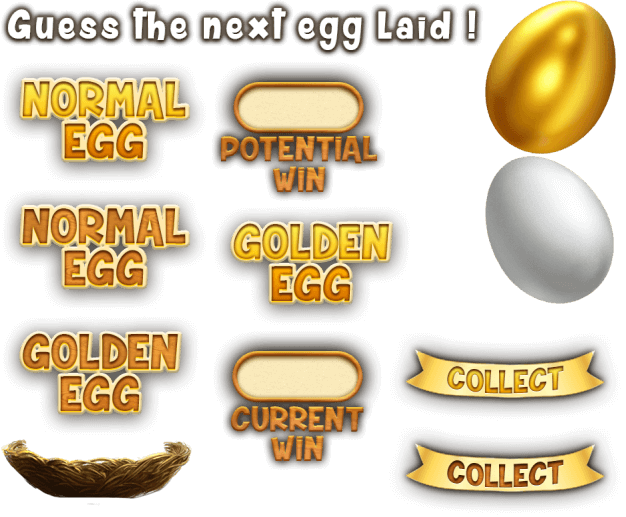 Guess the next egg Laid !
NORMAL
EGG
POTENTIAL
WIN
NORMAL
EGG
GOLDEN
EGG
GOLDEN
EGG
CURRENT
WIN
COLLECT
COLLECT